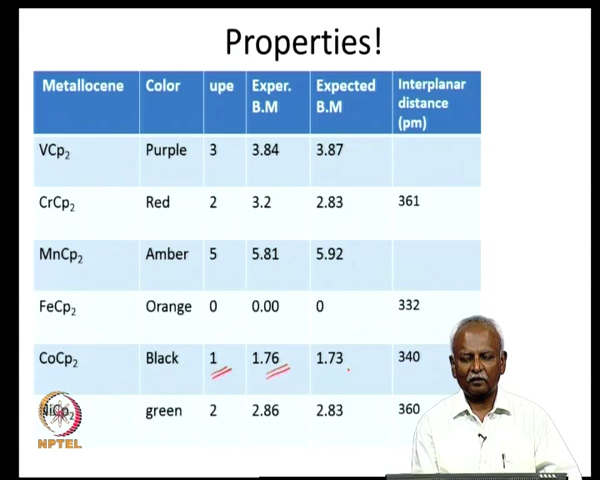 Properties!
Metallocene Color upe Exper. B.M Expected B.M Interplanar distance (pm)
VCp2 Purple 3 3.84 3.87
CrCp2 Red 2 3.2 2.83 361
MnCp2 Amber 5 5.81 5.92
FeCp2 Orange 0 0.00 0 332
CoCp2 Black 1 1.76 1.73 340
NiCp2 green 2 2.86 2.83 360
NPTEL